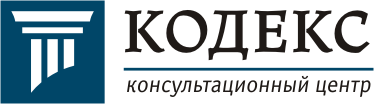 КОДЕКС
консультационный центр